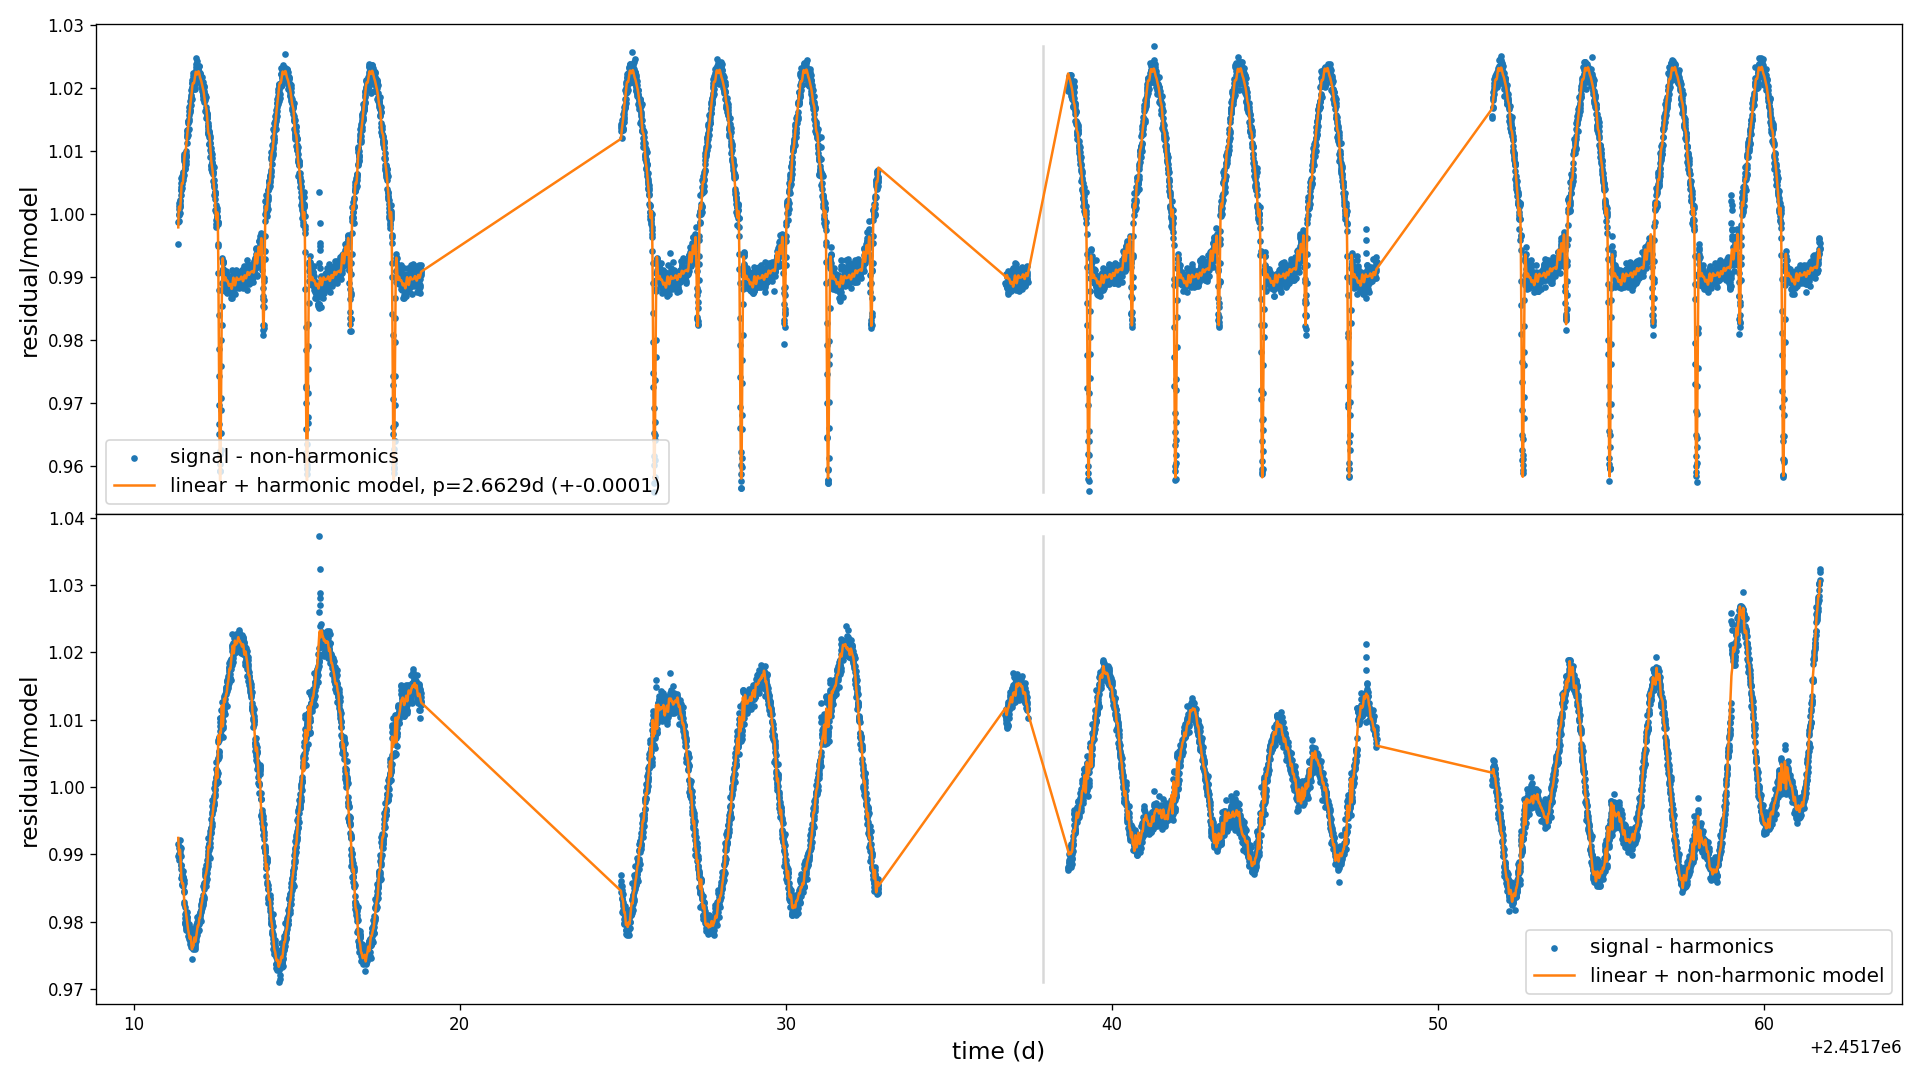 1.03
1.02
1.01
1.00
0.99
0.98
0.97
0.96
residual/model
signal - non-harmonics
linear + harmonic model, p=2.6629d (+-0.0001)
1.04
1.03
1.02
1.01
1.00
0.99
0.98
0.97
residual/model
signal - harmonics
linear + non-harmonic model
10 20 30 40 50 60
time (d)
+2.4517e6